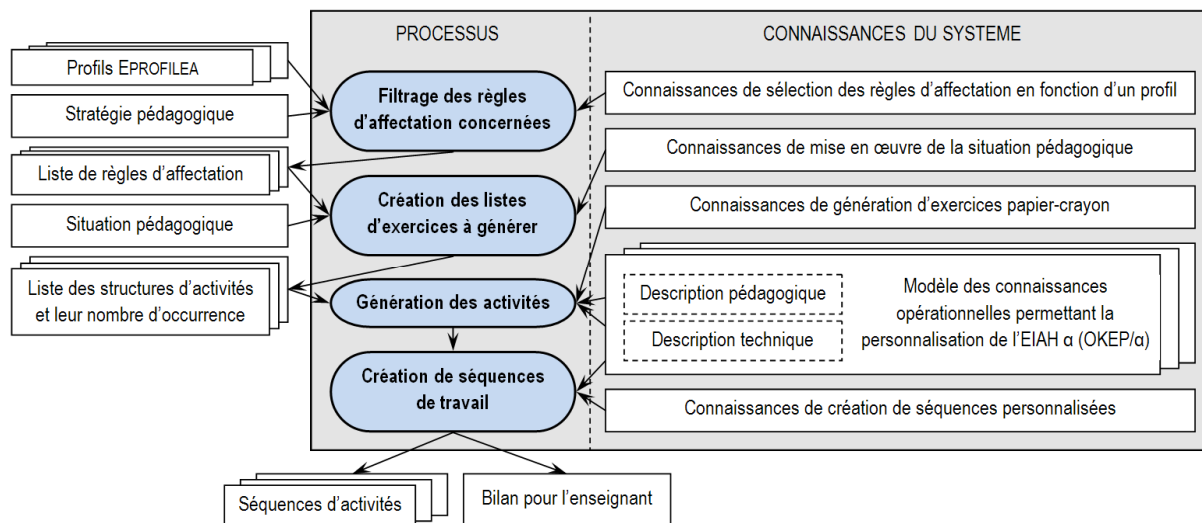 PROCESSUS
CONNAISSANCES DU SYSTEME
Profils EPROFILEA
Stratégie pédagogique
Liste de règles d'affectation
Situation pédagogique
Liste des structures d'activités
et leur nombre d'occurrence
Filtrage des règles
d'affectation concernées
Création des listes
d'exercices à générer
Génération des activités
Création de séquences
de travail
Connaissances de sélection des règles d'affectation en fonction d'un profil
Connaissances de mise en œuvre de la situation pédagogique
Connaissances de génération d'exercices papier-crayon
Description pédagogique
Description technique
Modèle des connaissances
opérationnelles permettant la
personnalisation de l'EIAH α (OKEP/α)
Connaissances de création de séquences personnalisées
Séquences d'activités
Bilan pour l'enseignant